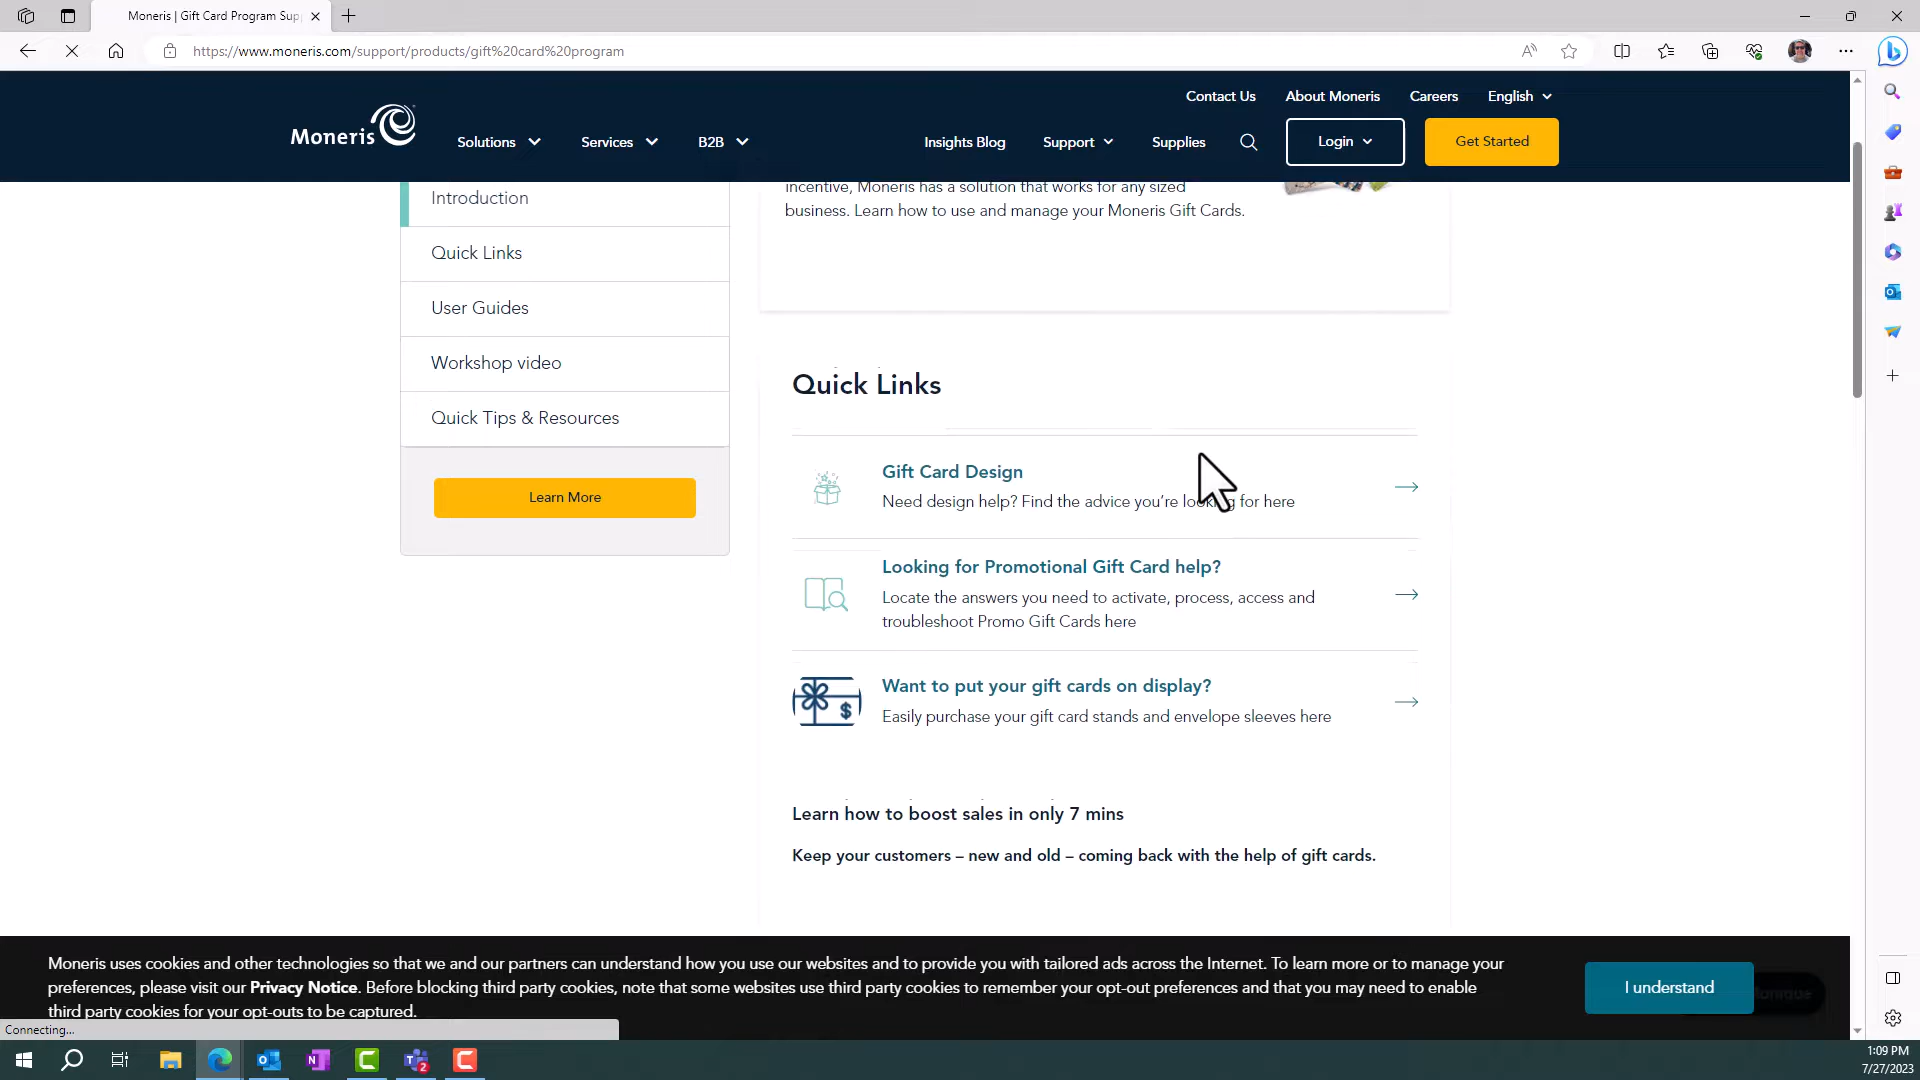 Moneris | Gift Card Program Sup
https://www.moneris.com/support/products/gift%20card%20program
Contact Us
About Moneris
Careers
English
Moneris
Solutions
Services
B2B
Insights Blog
Support
Supplies
Login
Get Started
Introduction
Quick Links
User Guides
Workshop video
Quick Tips & Resources
Learn More
incentive, Moneris has a solution that works for any sized
business. Learn how to use and manage your Moneris Gift Cards.
Quick Links
Gift Card Design
Need design help? Find the advice you're looking for here
Looking for Promotional Gift Card help?
Locate the answers you need to activate, process, access and
troubleshoot Promo Gift Cards here
Want to put your gift cards on display?
Easily purchase your gift card stands and envelope sleeves here
Learn how to boost sales in only 7 mins
Keep your customers – new and old – coming back with the help of gift cards.
Moneris uses cookies and other technologies so that we and our partners can understand how you use our websites and to provide you with tailored ads across the Internet. To learn more or to manage your
preferences, please visit our Privacy Notice. Before blocking third party cookies, note that some websites use third party cookies to remember your opt-out preferences and that you may need to enable
third party cookies for your opt-outs to be captured.
I understand
Connecting...
1:09 PM
7/27/2023